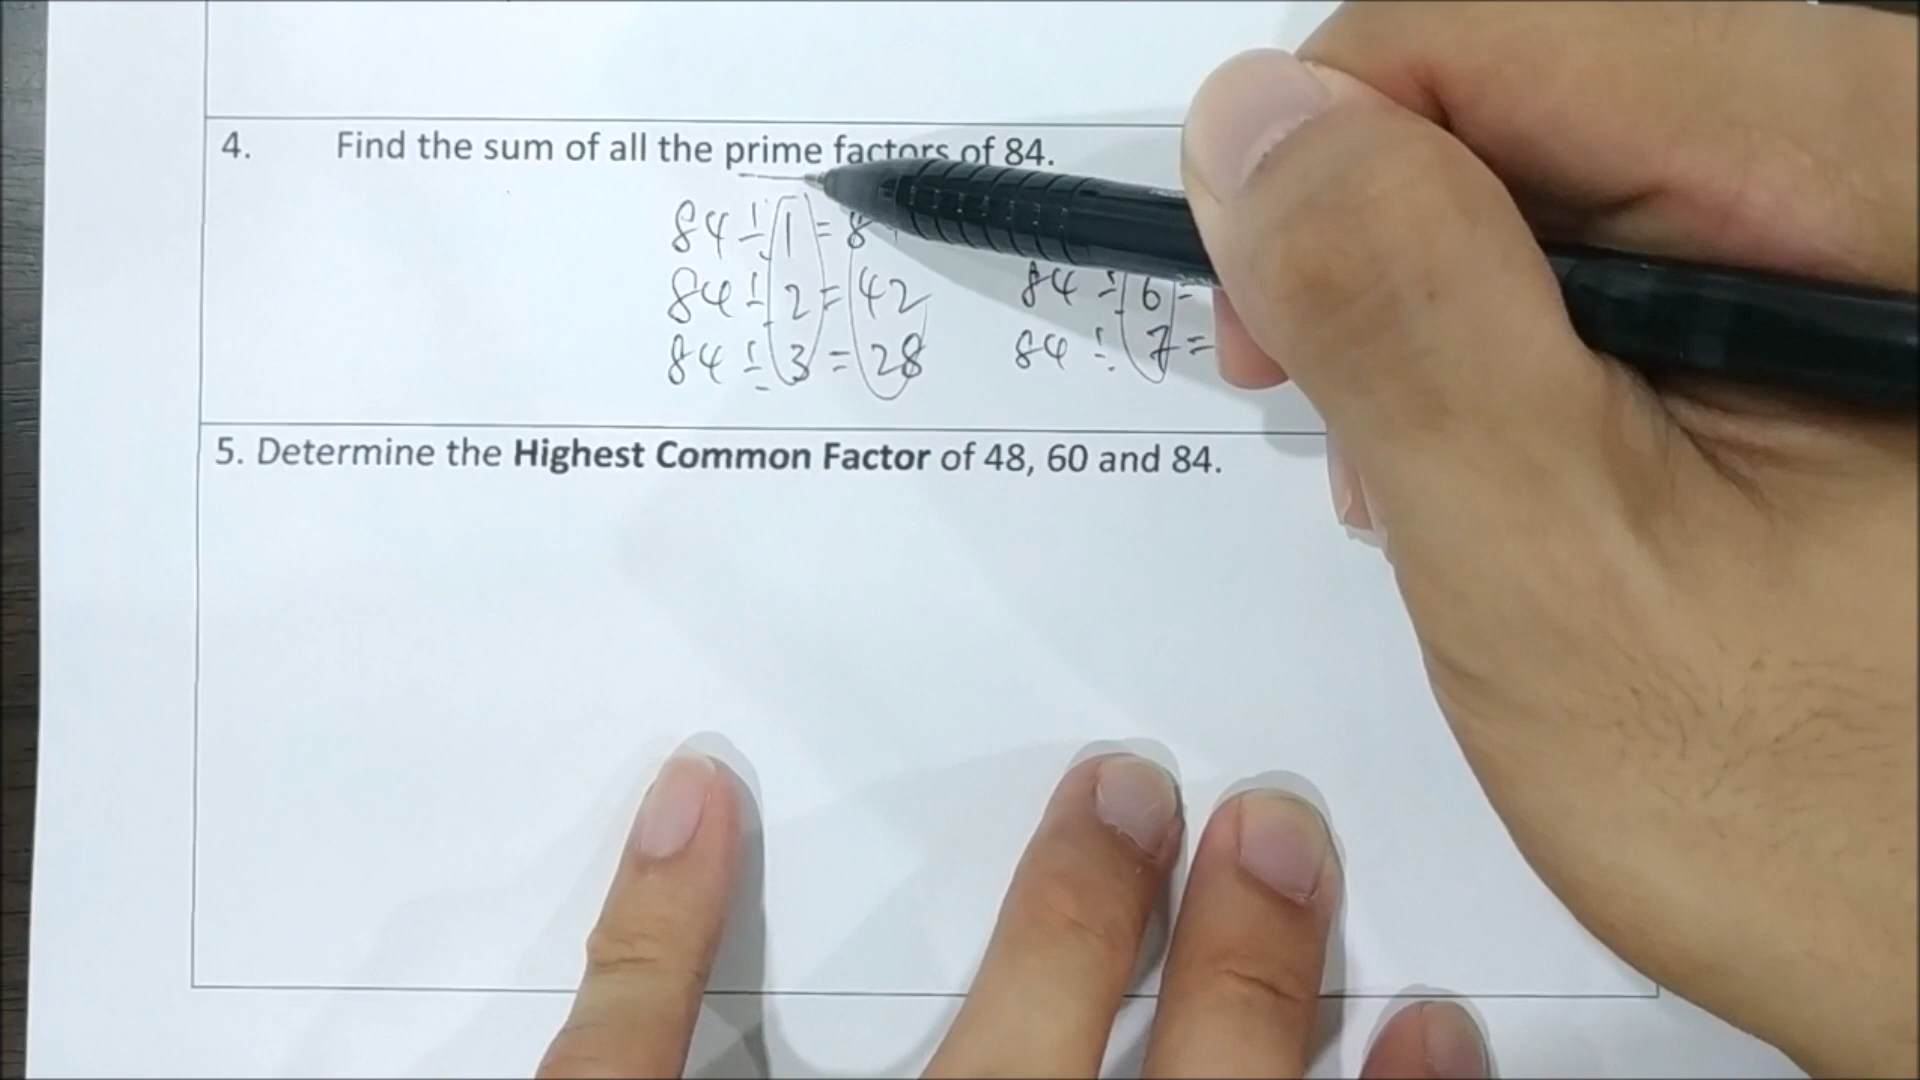 4. Find the sum of all the prime factors of 84.
84 ÷ 1 = 8
84 ÷ 2 = 42
84 ÷ 3 = 28
84 ÷ 6 =
84 ÷ 7 =
5. Determine the Highest Common Factor of 48, 60 and 84.